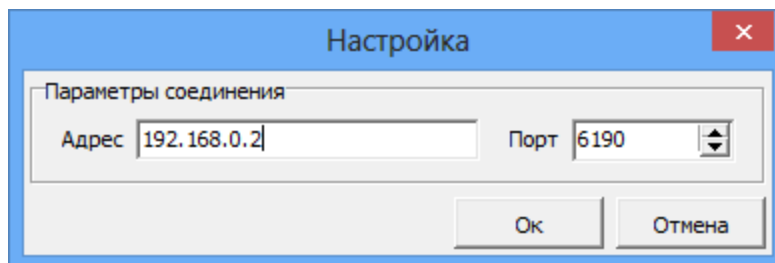 Настройка
Параметры соединения
Адрес 192.168.0.2 Порт 6190
Ок Отмена